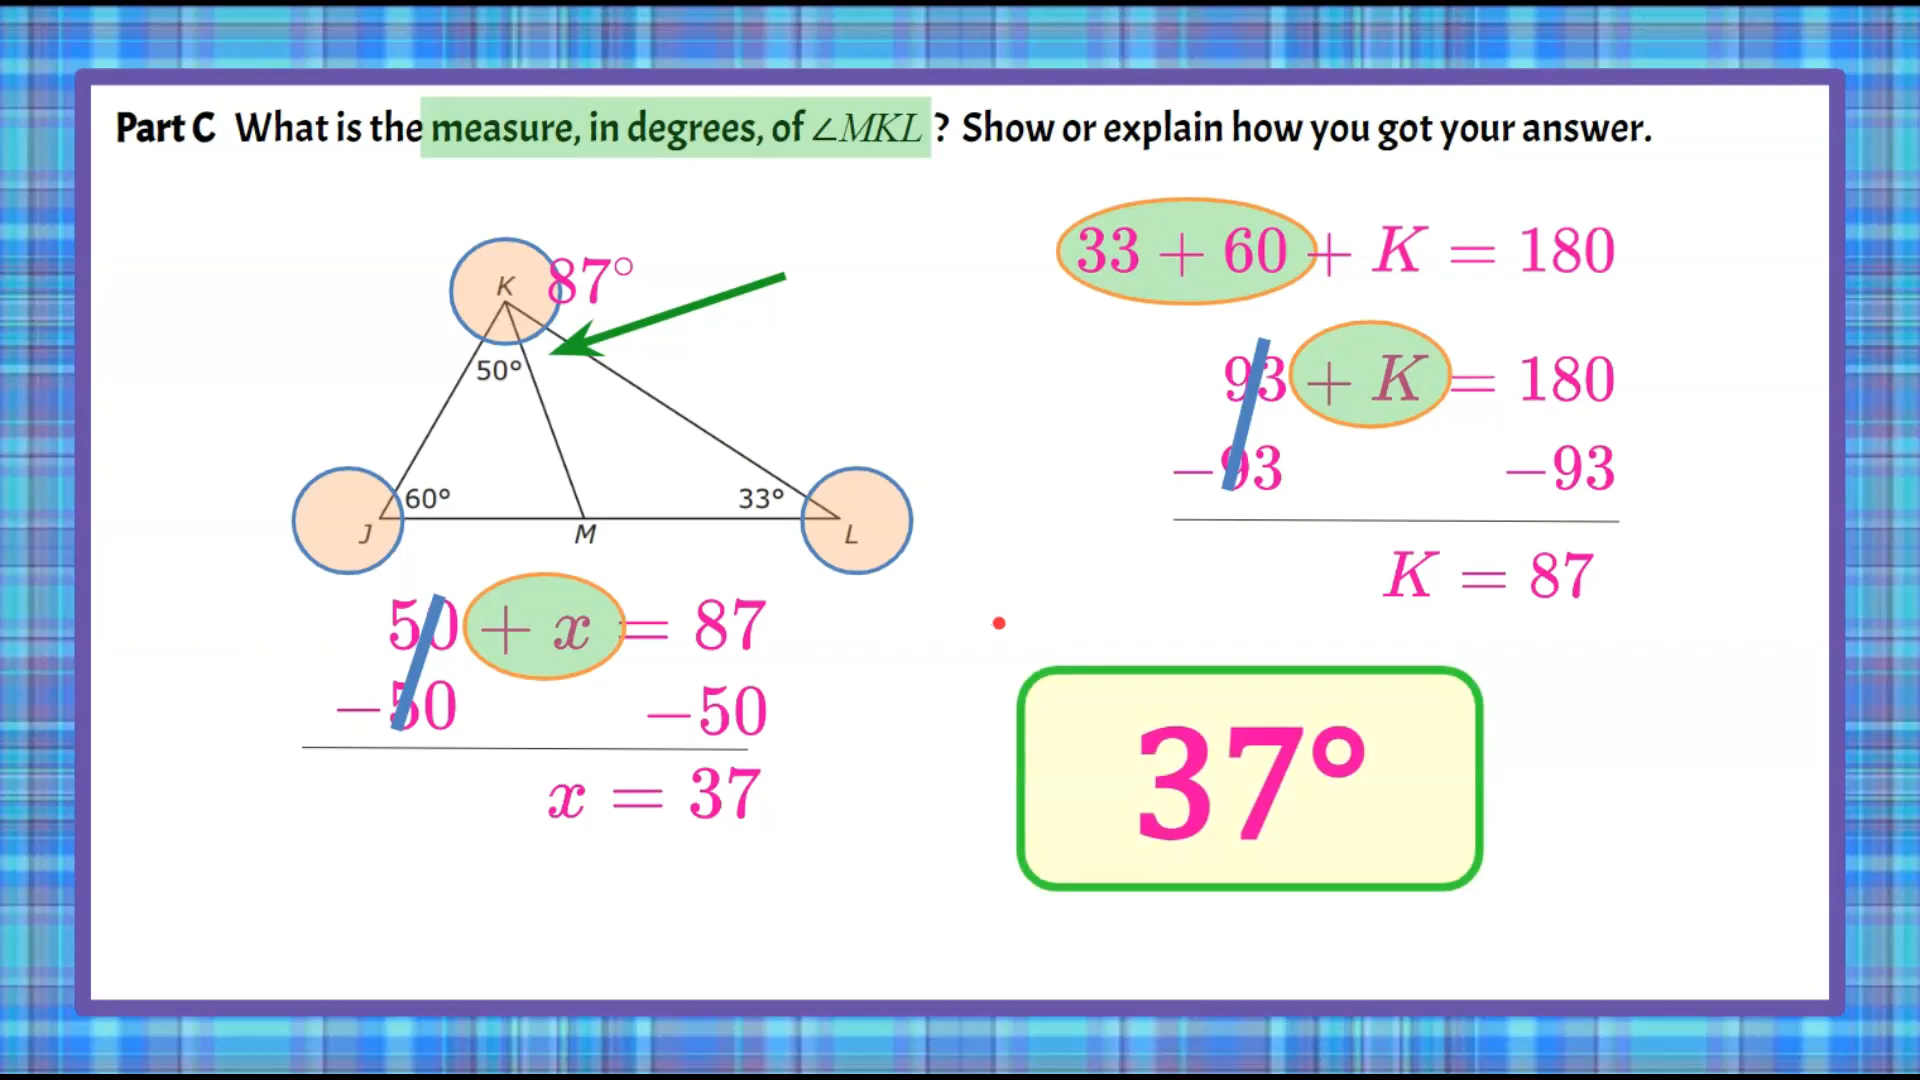 Part C What is the measure, in degrees, of ∠MKL ? Show or explain how you got your answer.
K 87°
50°
60° 33°
J M L
50 + x = 87
−50 −50
x = 37
33 + 60 + K = 180
93 + K = 180
−93 −93
K = 87
37°